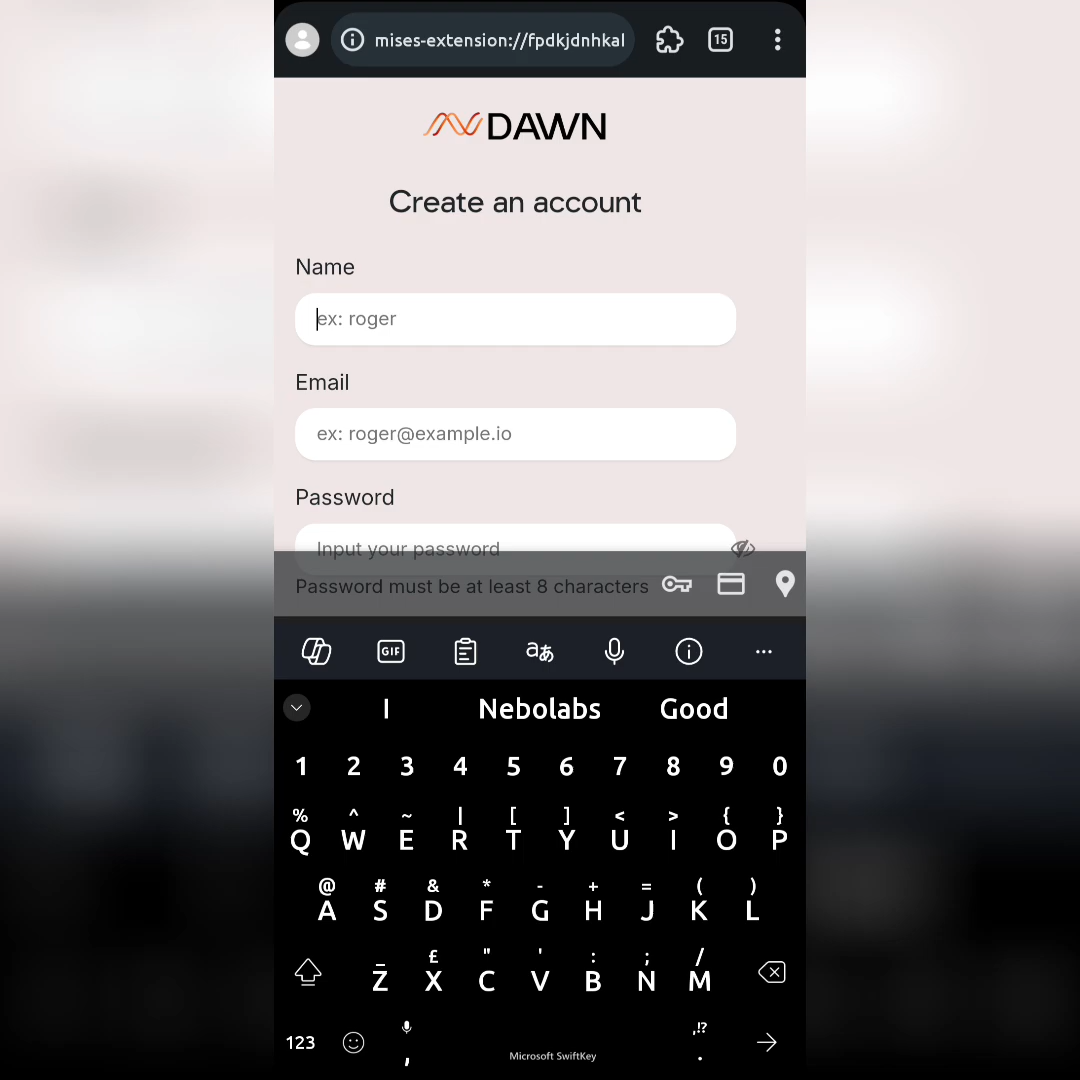 mises-extension://fpdkjdnhkal
15
DAWN
Create an account
Name
ex: roger
Email
ex: roger@example.io
Password
Input your password
Password must be at least 8 characters
GIF
aあ
...
I Nebolabs Good
1 2 3 4 5 6 7 8 9 0
% ^ ~ | [ ] < > { }
Q W E R T Y U I O P
@ # & * - + = ( )
A S D F G H J K L
_ £ " ' : ; /
Z X C V B N M
,!?
123 , Microsoft SwiftKey .